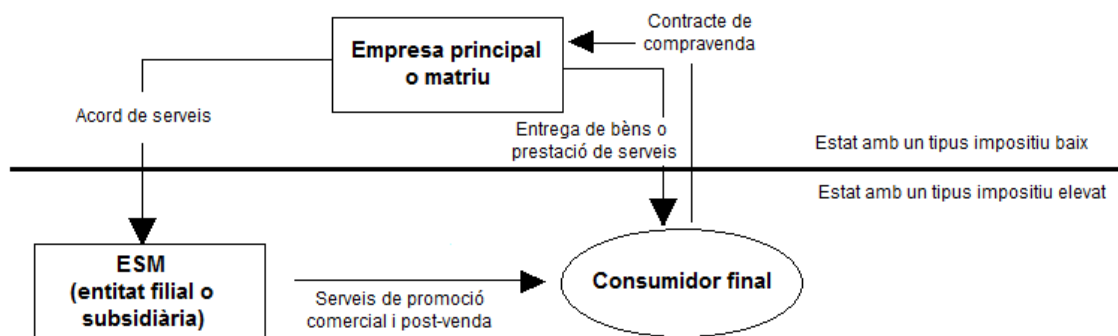 Contracte de
compravenda
Empresa principal
o matriu
Acord de serveis
Entrega de bèns o
prestació de serveis
Estat amb un tipus impositiu baix
Estat amb un tipus impositiu elevat
ESM
(entitat filial o
subsidiària)
Serveis de promoció
comercial i post-venda
Consumidor final